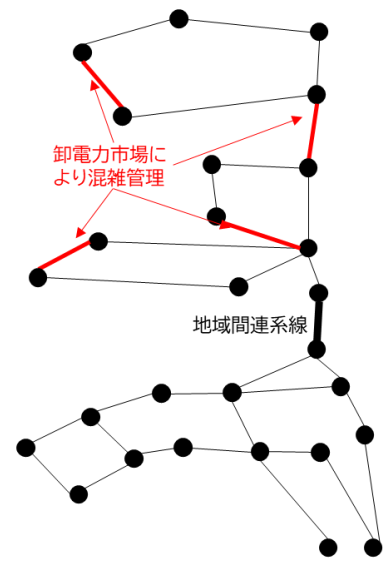 卸電力市場に
より混雑管理
地域間連系線